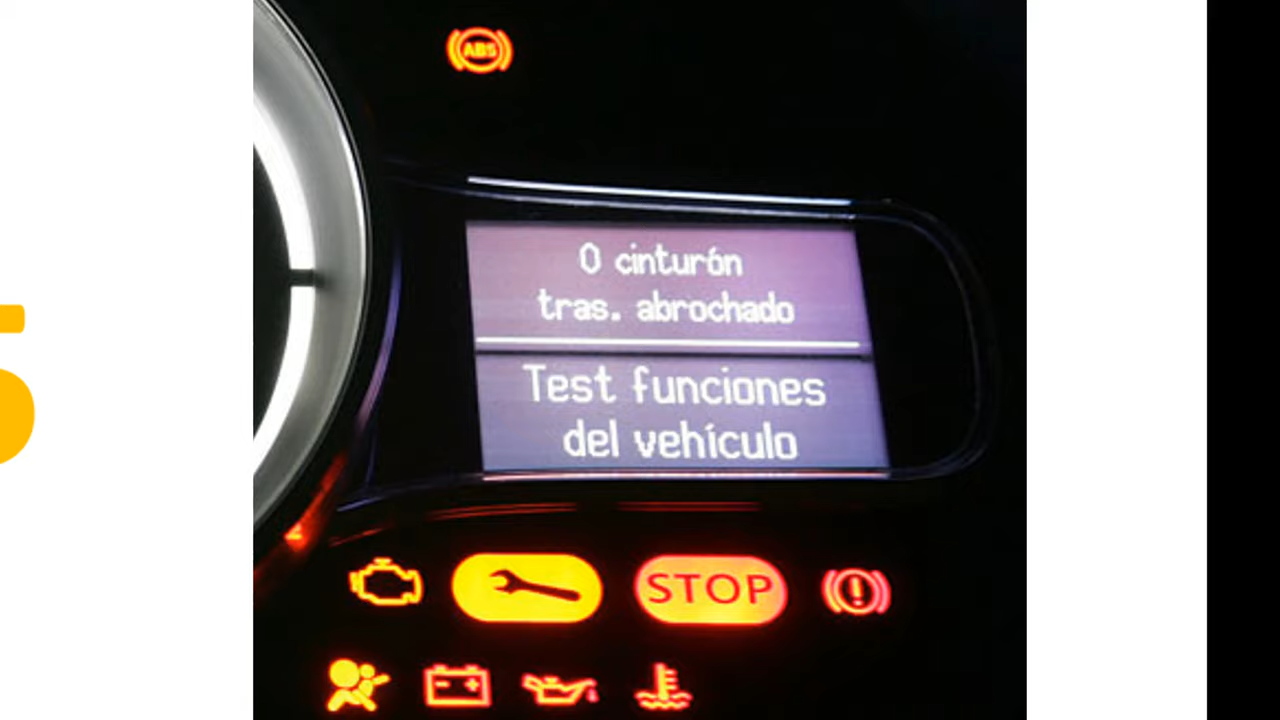 ABS
0 cinturón
tras. abrochado
Test funciones
del vehículo
STOP